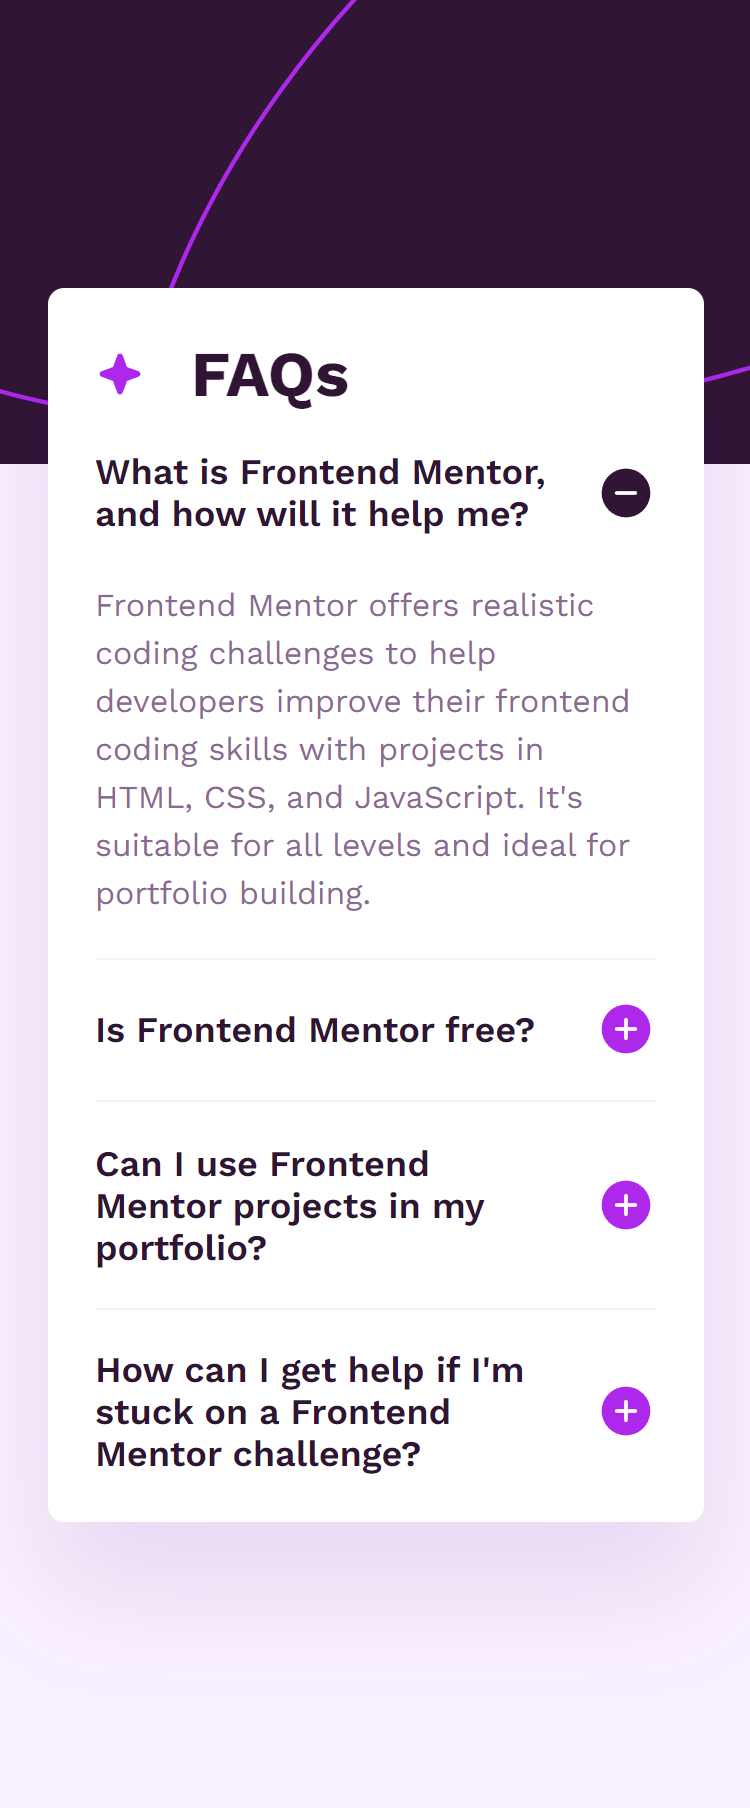 FAQs
What is Frontend Mentor,
and how will it help me?
Frontend Mentor offers realistic
coding challenges to help
developers improve their frontend
coding skills with projects in
HTML, CSS, and JavaScript. It's
suitable for all levels and ideal for
portfolio building.
Is Frontend Mentor free?
Can I use Frontend
Mentor projects in my
portfolio?
How can I get help if I'm
stuck on a Frontend
Mentor challenge?